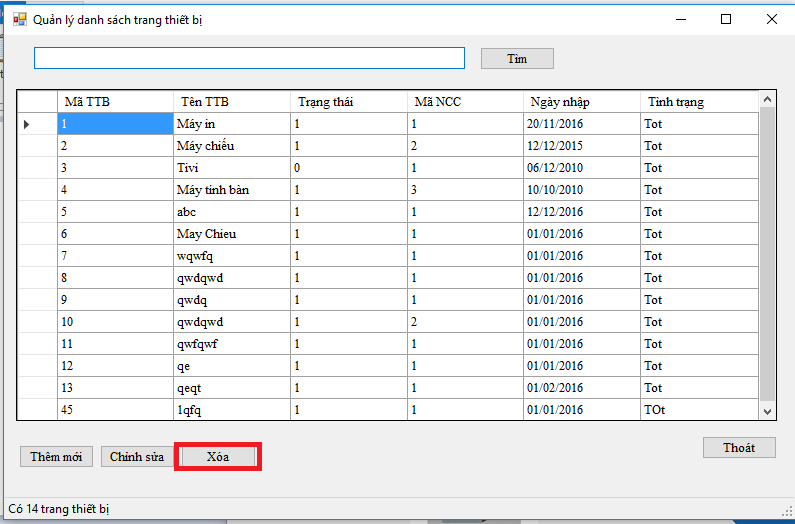 Quản lý danh sách trang thiết bị
Tìm
Mã TTB Tên TTB Trạng thái Mã NCC Ngày nhập Tình trạng
1 Máy in 1 1 20/11/2016 Tot
2 Máy chiếu 1 2 12/12/2015 Tot
3 Tivi 0 1 06/12/2010 Tot
4 Máy tính bàn 1 3 10/10/2010 Tot
5 abc 1 1 12/12/2016 Tot
6 May Chieu 1 1 01/01/2016 Tot
7 wqwfq 1 1 01/01/2016 Tot
8 qwdqwd 1 1 01/01/2016 Tot
9 qwdq 1 1 01/01/2016 Tot
10 qwdqwd 1 2 01/01/2016 Tot
11 qwfqwf 1 1 01/01/2016 Tot
12 qe 1 1 01/01/2016 Tot
13 qeqt 1 1 01/02/2016 Tot
45 1qfq 1 1 01/01/2016 TOt
Thêm mới Chỉnh sửa Xóa Thoát
Có 14 trang thiết bị